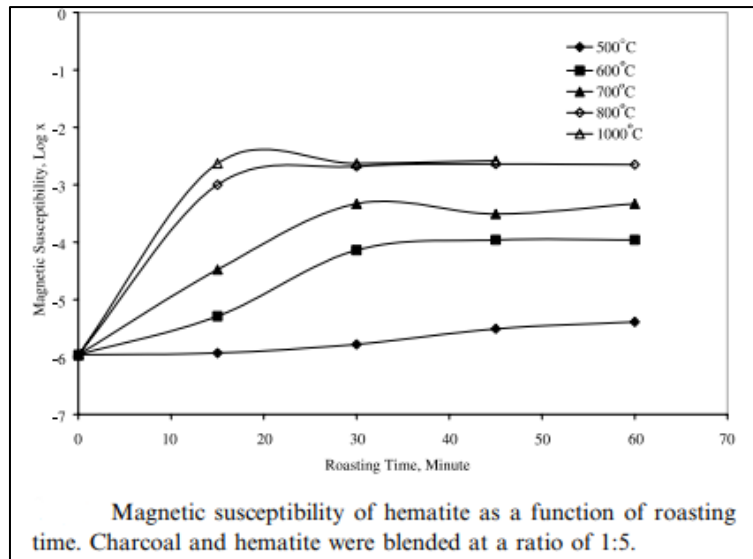 0
-1
-2
-3
-4
-5
-6
-7
Magnetic Susceptibility, Log x
500°C
600°C
700°C
800°C
1000°C
0 10 20 30 40 50 60 70
Roasting Time, Minute
Magnetic susceptibility of hematite as a function of roasting
time. Charcoal and hematite were blended at a ratio of 1:5.